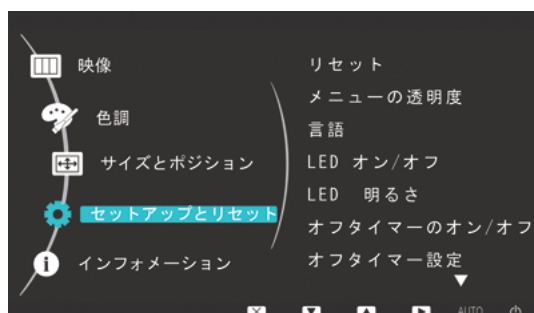 映像
色調
サイズとポジション
セットアップとリセット
インフォメーション
リセット
メニューの透明度
言語
LED オン/オフ
LED 明るさ
オフタイマーのオン/オフ
オフタイマー設定
AUTO